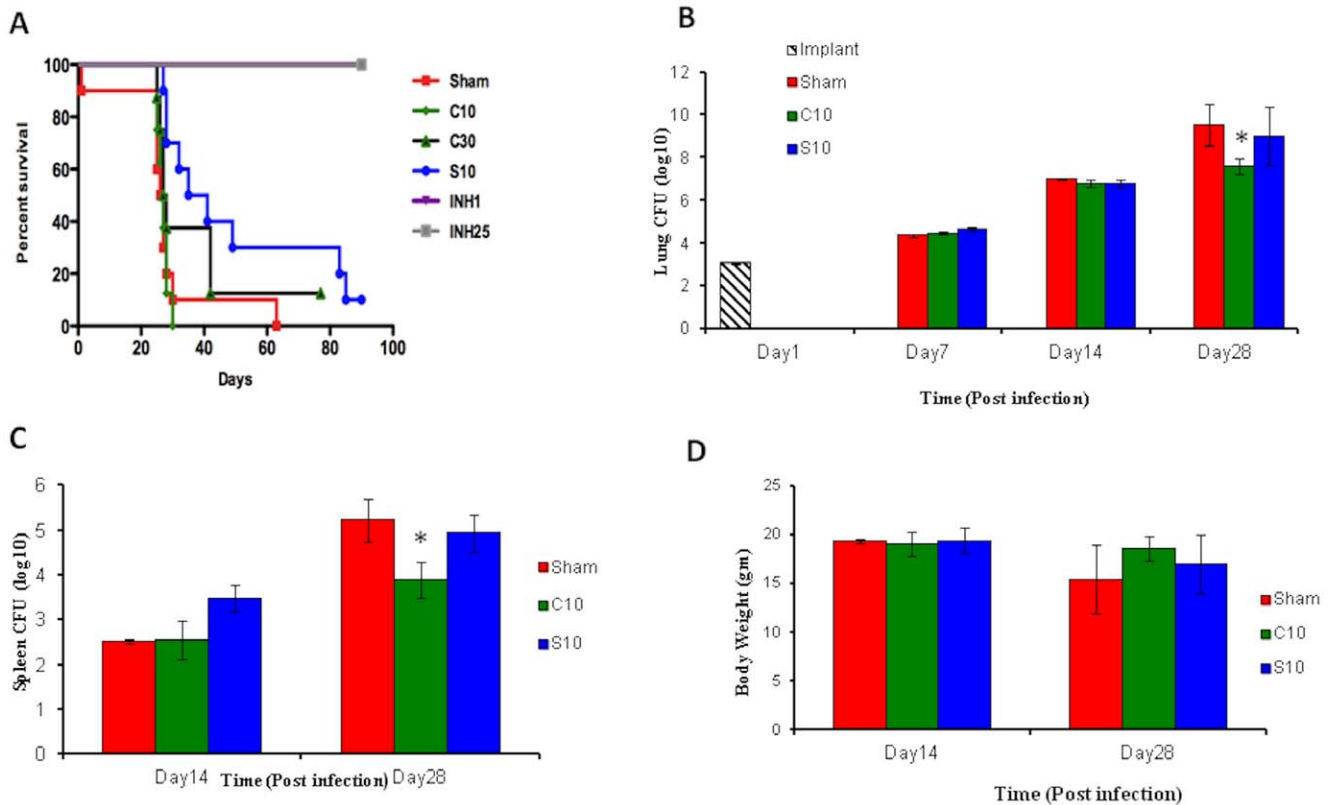 A
Percent survival
100
80
60
40
20
0
0 20 40 60 80 100
Days
Sham
C10
C30
S10
INH1
INH25
B
Implant
Sham
C10
S10
Lung CFU (log10)
12
10
8
6
4
2
0
*
Day1 Day7 Day14 Day28
Time (Post infection)
C
Spleen CFU (log10)
6
5
4
3
2
1
0
*
Day14 Time (Post infection) Day28
Sham
C10
S10
D
Body Weight (gm)
25
20
15
10
5
0
Day14 Day28
Time (Post infection)
Sham
C10
S10